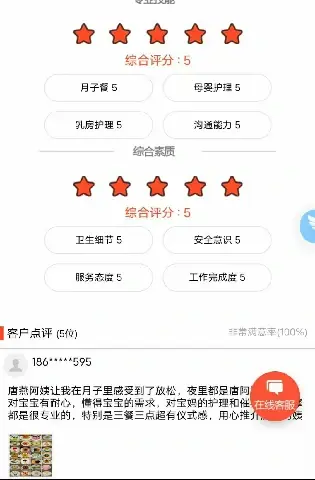 专业技能
综合评分：5
月子餐 5
母婴护理 5
乳房护理 5
沟通能力 5
综合素质
综合评分：5
卫生细节 5
安全意识 5
服务态度 5
工作完成度 5
客户点评 (5位)
非常满意率(100%)
186*****595
唐燕阿姨让我在月子里感受到了放松，夜里都是唐阿
对宝宝有耐心，懂得宝宝的需求，对宝妈的护理和催
都是很专业的，特别是三餐三点超有仪式感，用心推
姨
在线客服